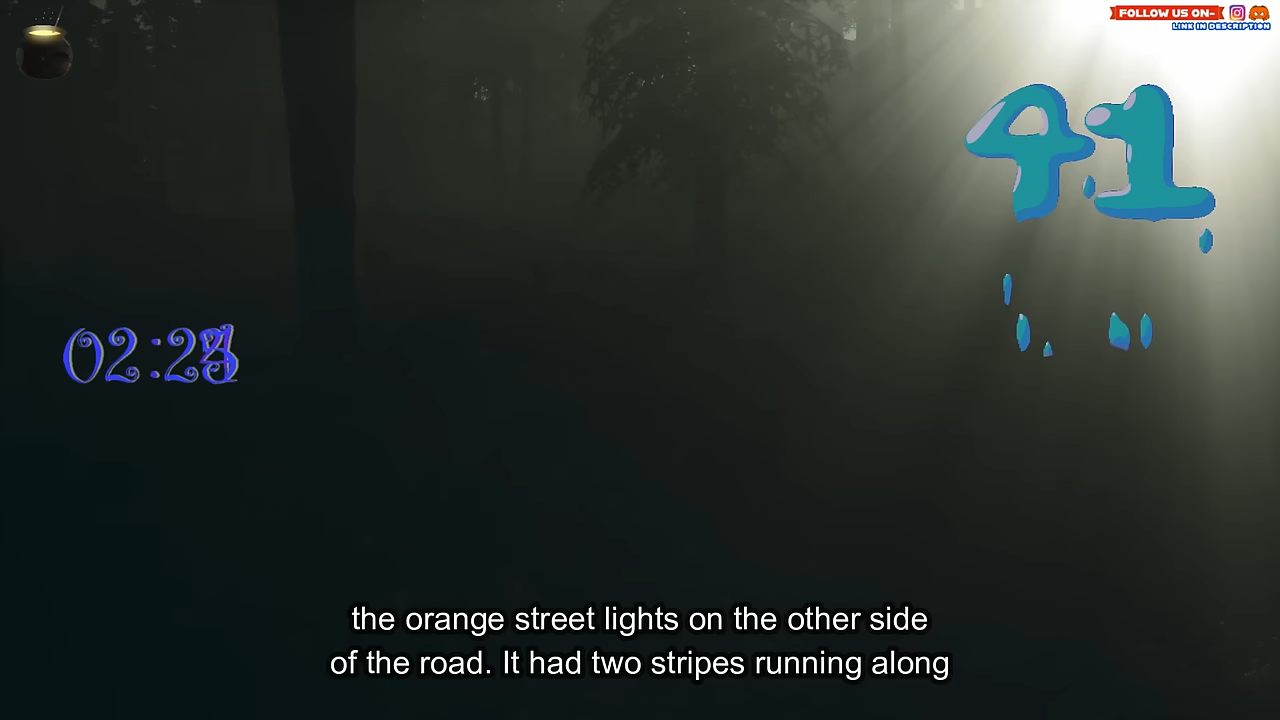 FOLLOW US ON-
LINK IN DESCRIPTION
41
02:2
the orange street lights on the other side
of the road. It had two stripes running along